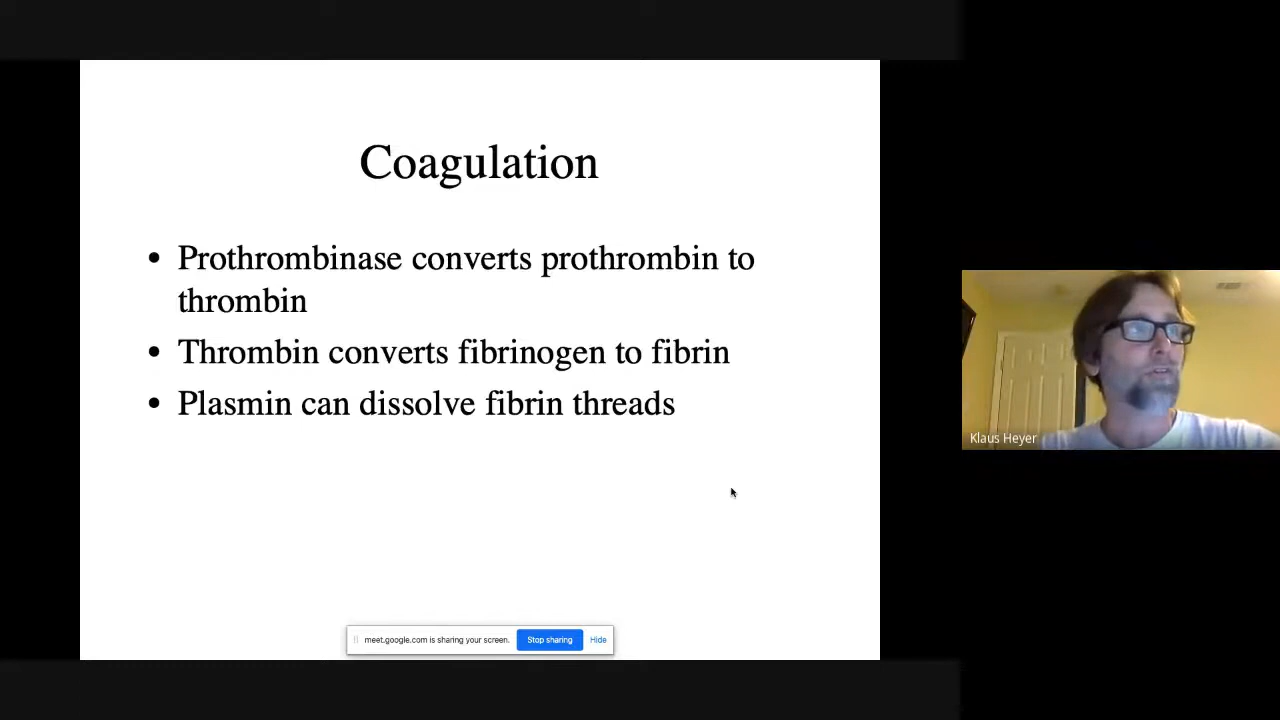 Coagulation
• Prothrombinase converts prothrombin to
thrombin
• Thrombin converts fibrinogen to fibrin
• Plasmin can dissolve fibrin threads
Klaus Heyer
meet.google.com is sharing your screen. Stop sharing Hide